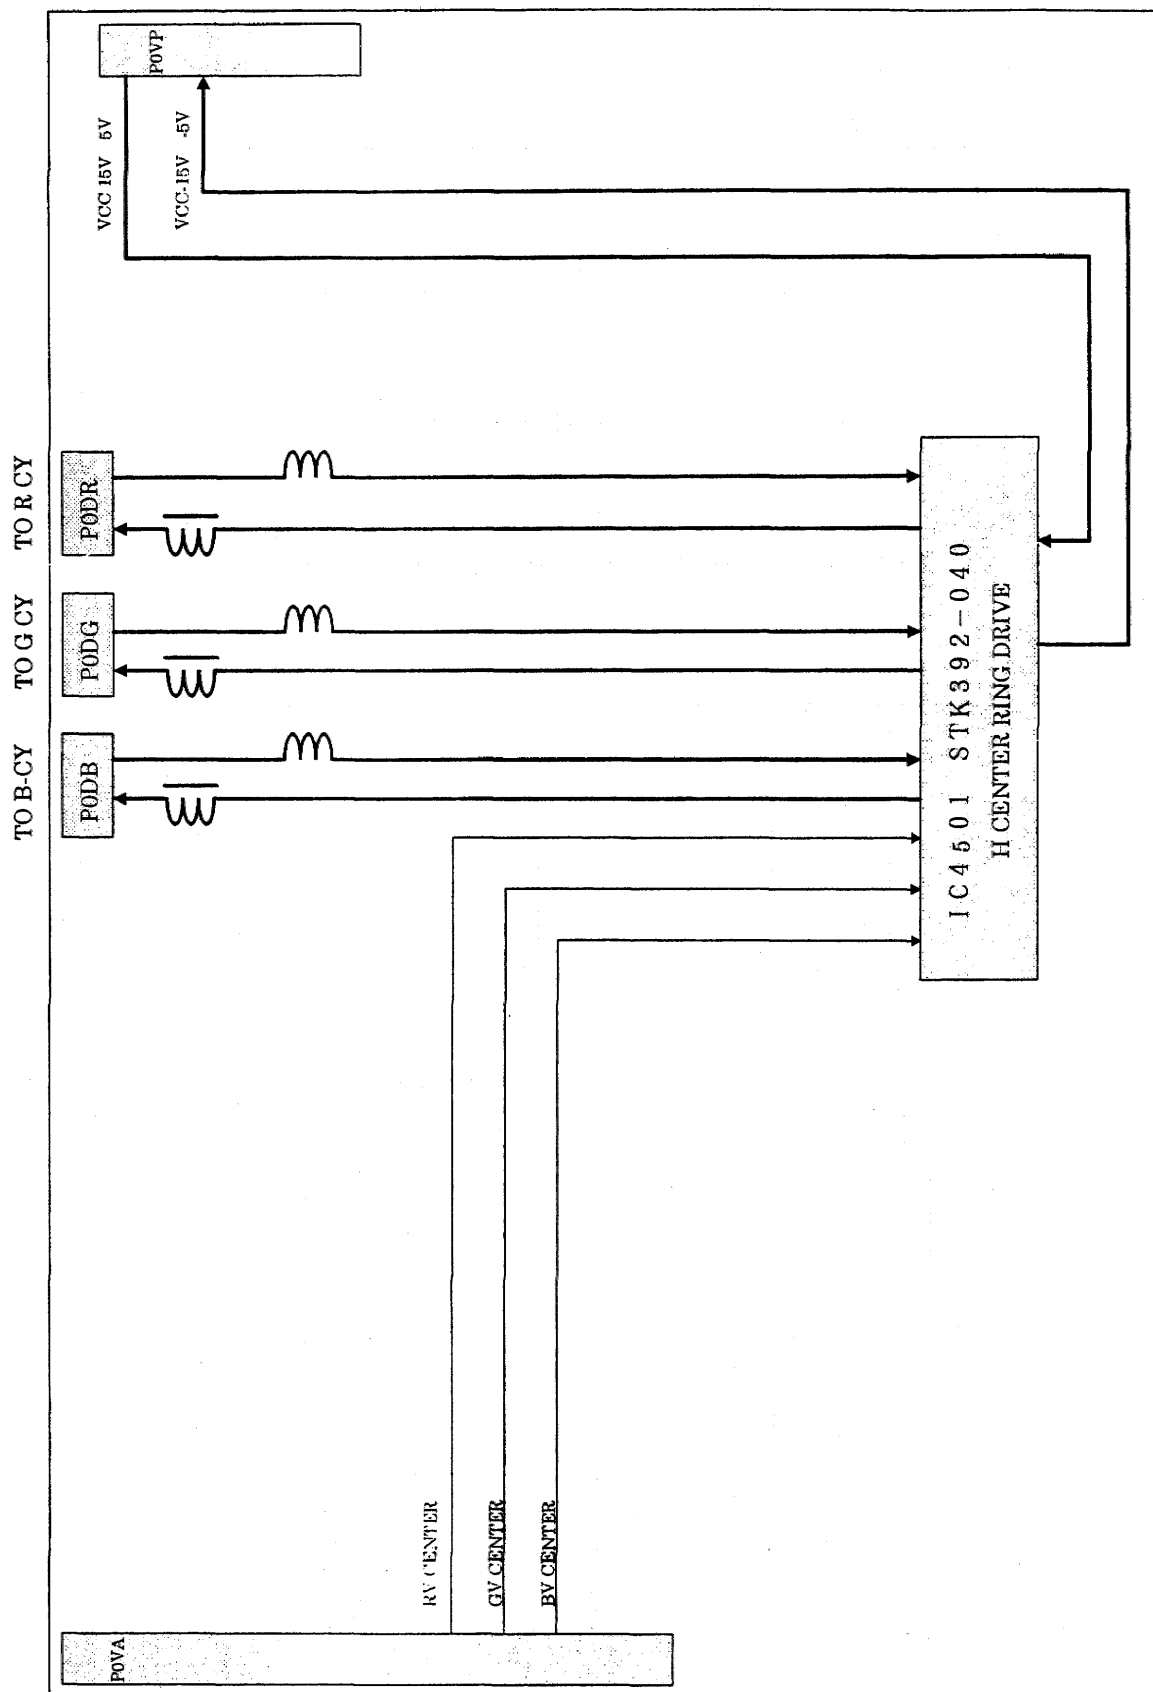 P0VP
VCC 15V 5V
VCC-15V -5V
TO R CY
P0DR
TO G CY
P0DG
TO B-CY
P0DB
IC4501 STK392-040
H CENTER RING DRIVE
RV CENTER
GV CENTER
BV CENTER
P0VA